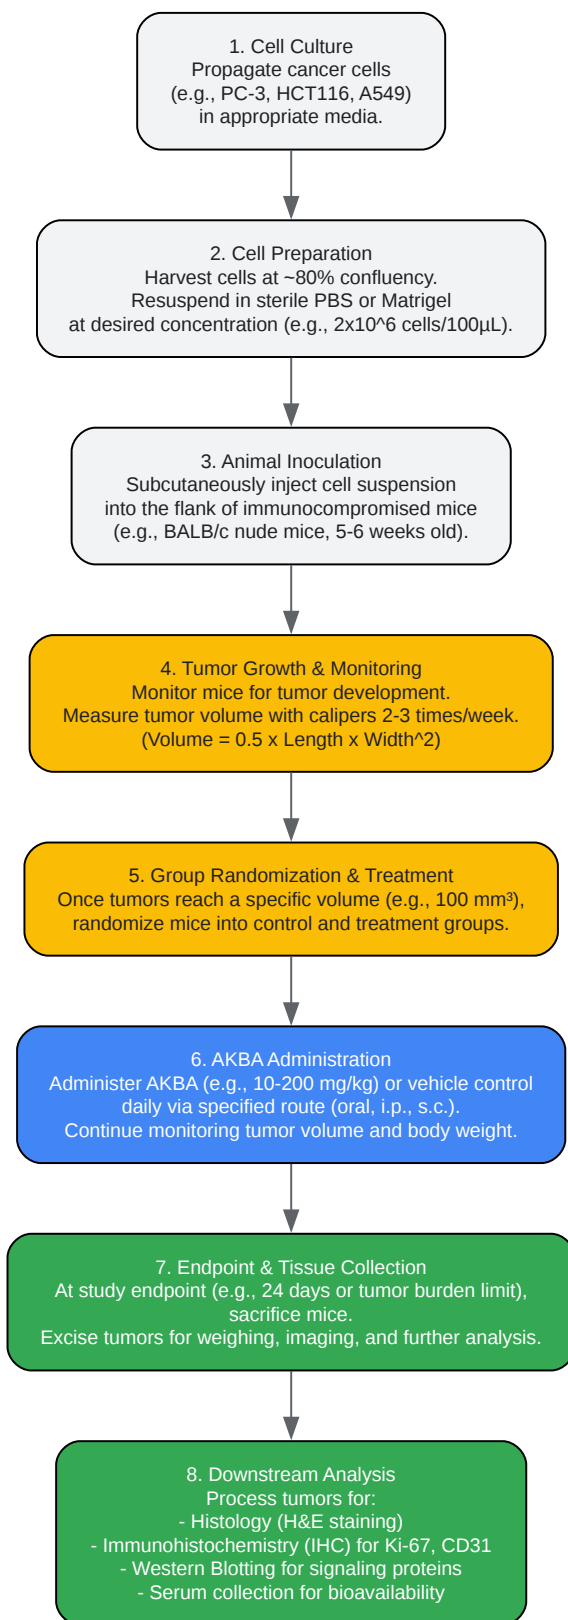 1. Cell Culture
Propagate cancer cells
(e.g., PC-3, HCT116, A549)
in appropriate media.
2. Cell Preparation
Harvest cells at ~80% confluency.
Resuspend in sterile PBS or Matrigel
at desired concentration (e.g., 2x10^6 cells/100µL).
3. Animal Inoculation
Subcutaneously inject cell suspension
into the flank of immunocompromised mice
(e.g., BALB/c nude mice, 5-6 weeks old).
4. Tumor Growth & Monitoring
Monitor mice for tumor development.
Measure tumor volume with calipers 2-3 times/week.
(Volume = 0.5 x Length x Width^2)
5. Group Randomization & Treatment
Once tumors reach a specific volume (e.g., 100 mm³),
randomize mice into control and treatment groups.
6. AKBA Administration
Administer AKBA (e.g., 10-200 mg/kg) or vehicle control
daily via specified route (oral, i.p., s.c.).
Continue monitoring tumor volume and body weight.
7. Endpoint & Tissue Collection
At study endpoint (e.g., 24 days or tumor burden limit),
sacrifice mice.
Excise tumors for weighing, imaging, and further analysis.
8. Downstream Analysis
Process tumors for:
- Histology (H&E staining)
- Immunohistochemistry (IHC) for Ki-67, CD31
- Western Blotting for signaling proteins
- Serum collection for bioavailability